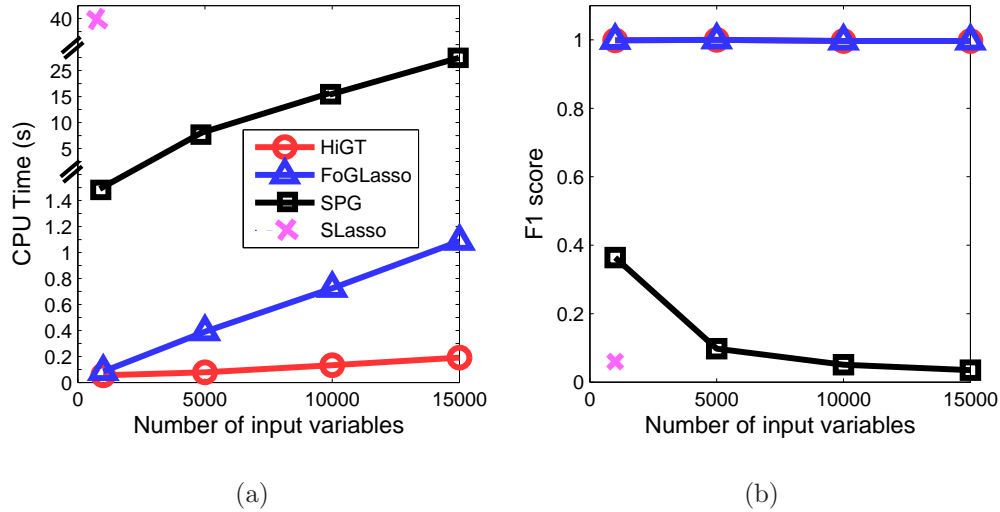 CPU Time (s)
40
25
15
10
5
1.4
1.2
1
0.8
0.6
0.4
0.2
0
0
5000
10000
15000
Number of input variables
HiGT
FoGLasso
SPG
SLasso
(a)
F1 score
1
0.8
0.6
0.4
0.2
0
0
5000
10000
15000
Number of input variables
(b)